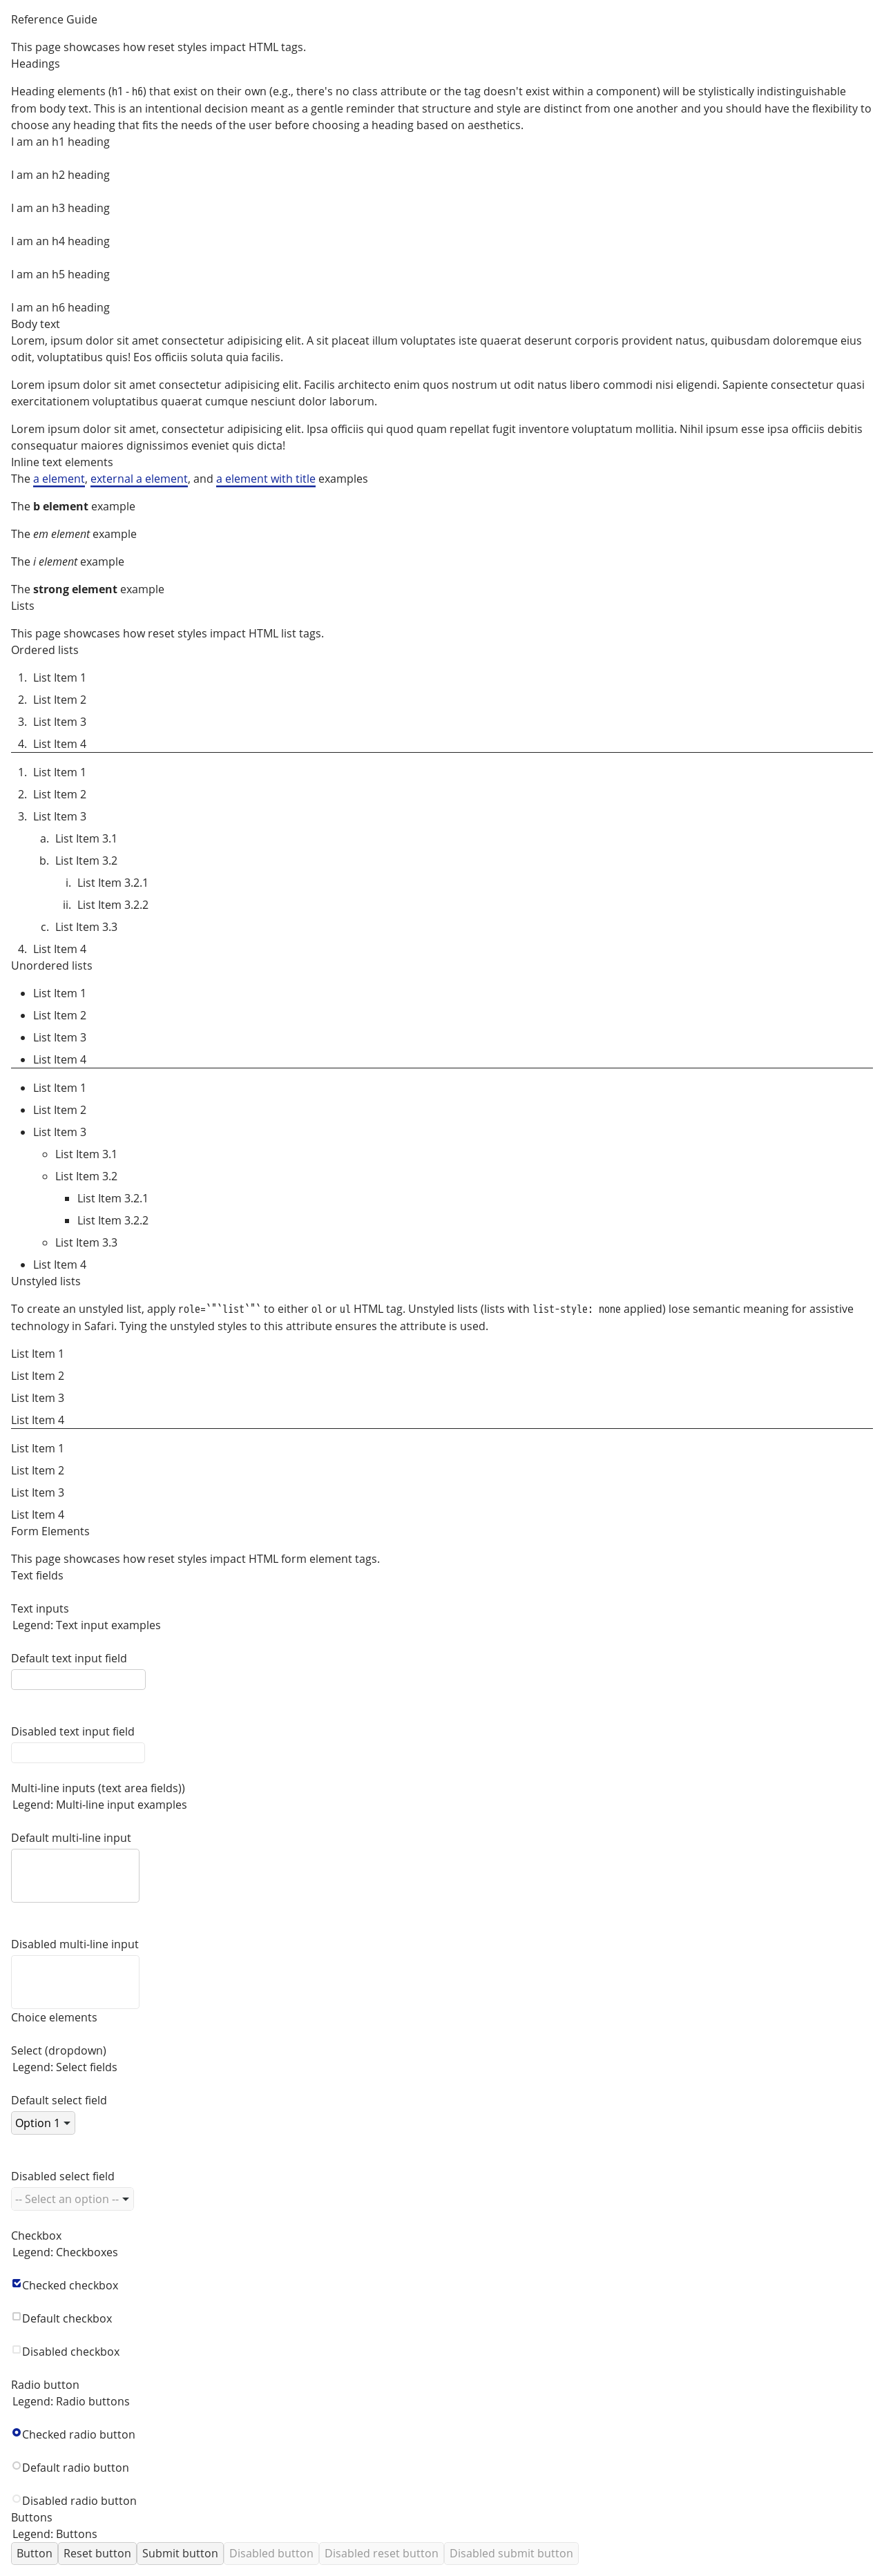 Reference Guide
This page showcases how reset styles impact HTML tags.
Headings
Heading elements (h1 - h6) that exist on their own (e.g., there's no class attribute or the tag doesn't exist within a component) will be stylistically indistinguishable
from body text. This is an intentional decision meant as a gentle reminder that structure and style are distinct from one another and you should have the flexibility to
choose any heading that fits the needs of the user before choosing a heading based on aesthetics.
I am an h1 heading
I am an h2 heading
I am an h3 heading
I am an h4 heading
I am an h5 heading
I am an h6 heading
Body text
Lorem, ipsum dolor sit amet consectetur adipisicing elit. A sit placeat illum voluptates iste quaerat deserunt corporis provident natus, quibusdam doloremque eius
odit, voluptatibus quis! Eos officiis soluta quia facilis.
Lorem ipsum dolor sit amet consectetur adipisicing elit. Facilis architecto enim quos nostrum ut odit natus libero commodi nisi eligendi. Sapiente consectetur quasi
exercitationem voluptatibus quaerat cumque nesciunt dolor laborum.
Lorem ipsum dolor sit amet, consectetur adipisicing elit. Ipsa officiis qui quod quam repellat fugit inventore voluptatum mollitia. Nihil ipsum esse ipsa officiis debitis
consequatur maiores dignissimos eveniet quis dicta!
Inline text elements
The a element, external a element, and a element with title examples
The b element example
The em element example
The i element example
The strong element example
Lists
This page showcases how reset styles impact HTML list tags.
Ordered lists
1. List Item 1
2. List Item 2
3. List Item 3
4. List Item 4
1. List Item 1
2. List Item 2
3. List Item 3
a. List Item 3.1
b. List Item 3.2
i. List Item 3.2.1
ii. List Item 3.2.2
c. List Item 3.3
4. List Item 4
Unordered lists
• List Item 1
• List Item 2
• List Item 3
• List Item 4
• List Item 1
• List Item 2
• List Item 3
◦ List Item 3.1
◦ List Item 3.2
▪ List Item 3.2.1
▪ List Item 3.2.2
◦ List Item 3.3
• List Item 4
Unstyled lists
To create an unstyled list, apply role=`"`list`"` to either ol or ul HTML tag. Unstyled lists (lists with list-style: none applied) lose semantic meaning for assistive
technology in Safari. Tying the unstyled styles to this attribute ensures the attribute is used.
List Item 1
List Item 2
List Item 3
List Item 4
List Item 1
List Item 2
List Item 3
List Item 4
Form Elements
This page showcases how reset styles impact HTML form element tags.
Text fields
Text inputs
Legend: Text input examples
Default text input field
Disabled text input field
Multi-line inputs (text area fields))
Legend: Multi-line input examples
Default multi-line input
Disabled multi-line input
Choice elements
Select (dropdown)
Legend: Select fields
Default select field
Option 1
Disabled select field
-- Select an option --
Checkbox
Legend: Checkboxes
Checked checkbox
Default checkbox
Disabled checkbox
Radio button
Legend: Radio buttons
Checked radio button
Default radio button
Disabled radio button
Buttons
Legend: Buttons
Button Reset button Submit button Disabled button Disabled reset button Disabled submit button